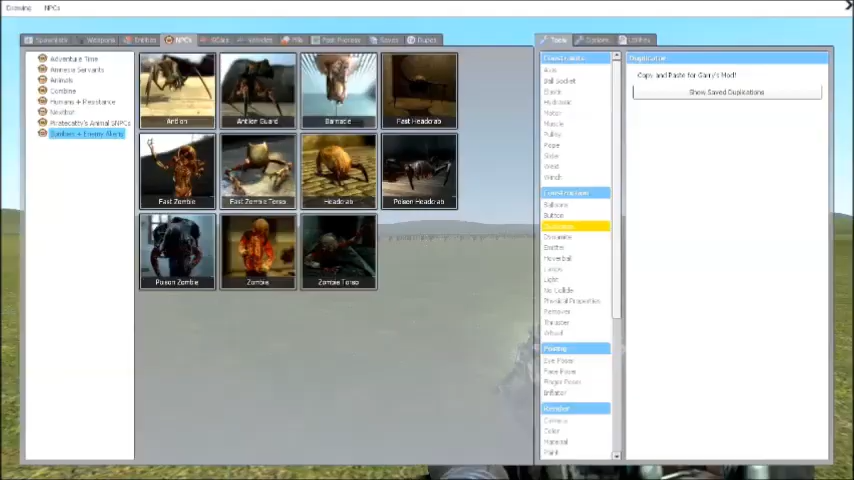 Drawing NPCs
Spawnlists Weapons Entities NPCs Vehicles Post Process Saves Dupes
Tools Options Utilities
Adventure Time
Amnesia Servants
Animals
Combine
Humans + Resistance
Nextbot
Piratecatty's Animal SNPCs
Zombies + Enemy Aliens
Antlion
Antlion Guard
Barnacle
Fast Headcrab
Fast Zombie
Fast Zombie Torso
Headcrab
Poison Headcrab
Poison Zombie
Zombie
Zombie Torso
Constraints
Axis
Ball Socket
Elastic
Hydraulic
Motor
Muscle
Pulley
Rope
Slider
Weld
Winch
Construction
Balloons
Button
Duplicator
Dynamite
Emitter
Hoverball
Lamps
Light
No Collide
Physical Properties
Remover
Thruster
Wheel
Posing
Eye Poser
Face Poser
Finger Poser
Inflator
Render
Camera
Color
Material
Paint
Duplicator
Copy and Paste for Garry's Mod!
Show Saved Duplications